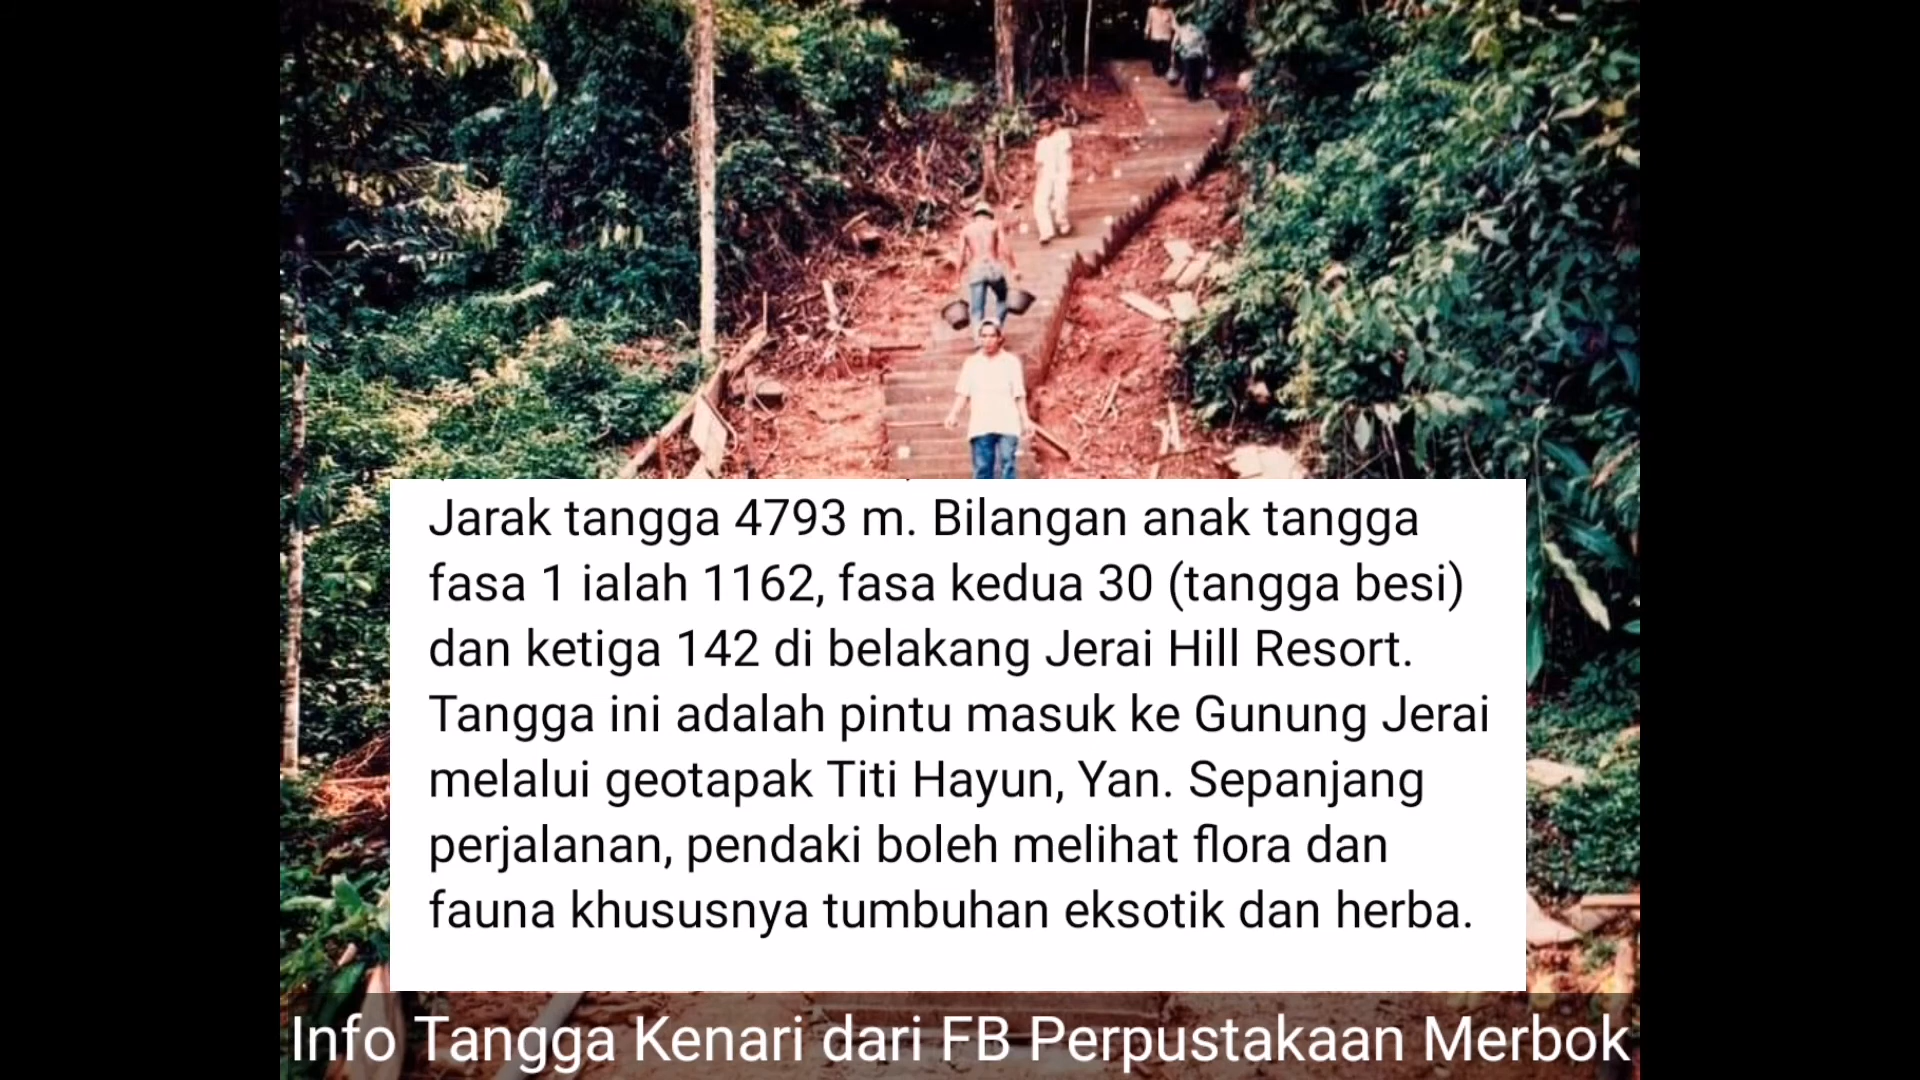 Jarak tangga 4793 m. Bilangan anak tangga
fasa 1 ialah 1162, fasa kedua 30 (tangga besi)
dan ketiga 142 di belakang Jerai Hill Resort.
Tangga ini adalah pintu masuk ke Gunung Jerai
melalui geotapak Titi Hayun, Yan. Sepanjang
perjalanan, pendaki boleh melihat flora dan
fauna khususnya tumbuhan eksotik dan herba.
Info Tangga Kenari dari FB Perpustakaan Merbok